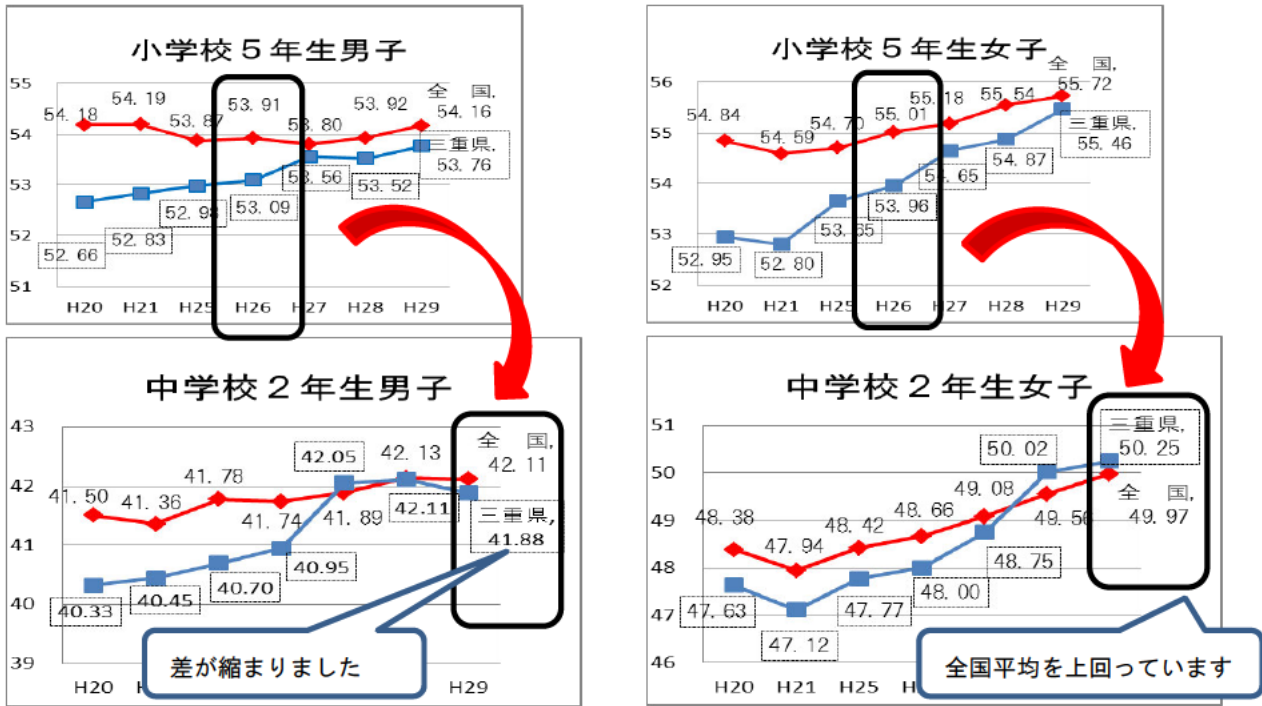 小学校５年生男子
55
54
53
52
51
54. 18
54. 19
53. 87
53. 91
53. 80
53. 92
全　国,
54. 16
三重県,
53. 76
52. 66
52. 83
52. 98
53. 09
53. 56
53. 52
H20
H21
H25
H26
H27
H28
H29
小学校５年生女子
56
55
54
53
52
54. 84
54. 59
54. 70
55. 01
55. 18
55. 54
全　国,
55. 72
三重県,
55. 46
52. 95
52. 80
53. 65
53. 96
54. 65
54. 87
H20
H21
H25
H26
H27
H28
H29
中学校２年生男子
43
42
41
40
39
41. 50
41. 36
41. 78
41. 74
41. 89
42. 13
全　国,
42. 11
三重県,
41.88
40.33
40.45
40.70
40.95
42.05
42.11
差が縮まりました
H20
H29
中学校２年生女子
51
50
49
48
47
46
48. 38
47. 94
48. 42
48. 66
49. 08
49. 56
三重県,
50. 25
全　国,
49. 97
47. 63
47. 12
47. 77
48. 00
48. 75
50. 02
全国平均を上回っています
H20
H21
H25